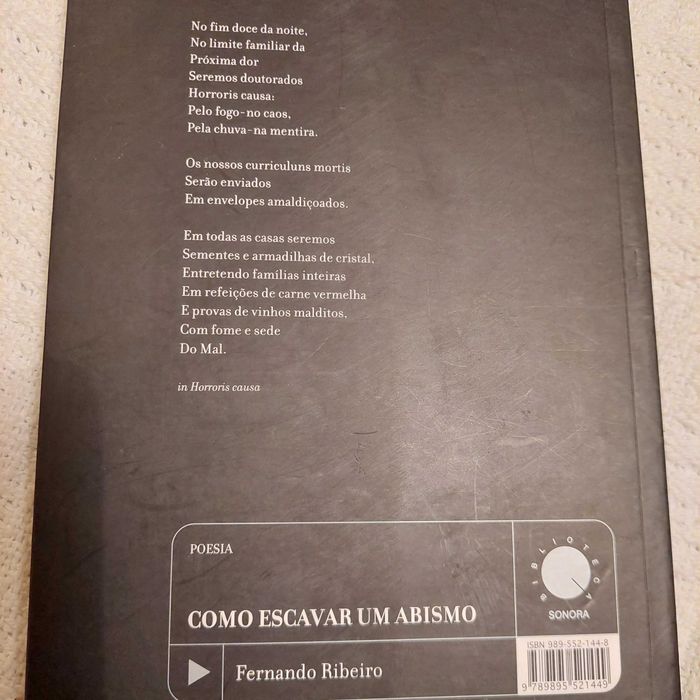 No fim doce da noite,
No limite familiar da
Próxima dor
Seremos doutorados
Horroris causa:
Pelo fogo-no caos,
Pela chuva-na mentira.
Os nossos curriculuns mortis
Serão enviados
Em envelopes amaldiçoados.
Em todas as casas seremos
Sementes e armadilhas de cristal,
Entretendo famílias inteiras
Em refeições de carne vermelha
E provas de vinhos malditos,
Com fome e sede
Do Mal.
in Horroris causa
POESIA
COMO ESCAVAR UM ABISMO
Fernando Ribeiro
BIBLIOTECA
SONORA
ISBN 989-552-144-8
9 789895 521449